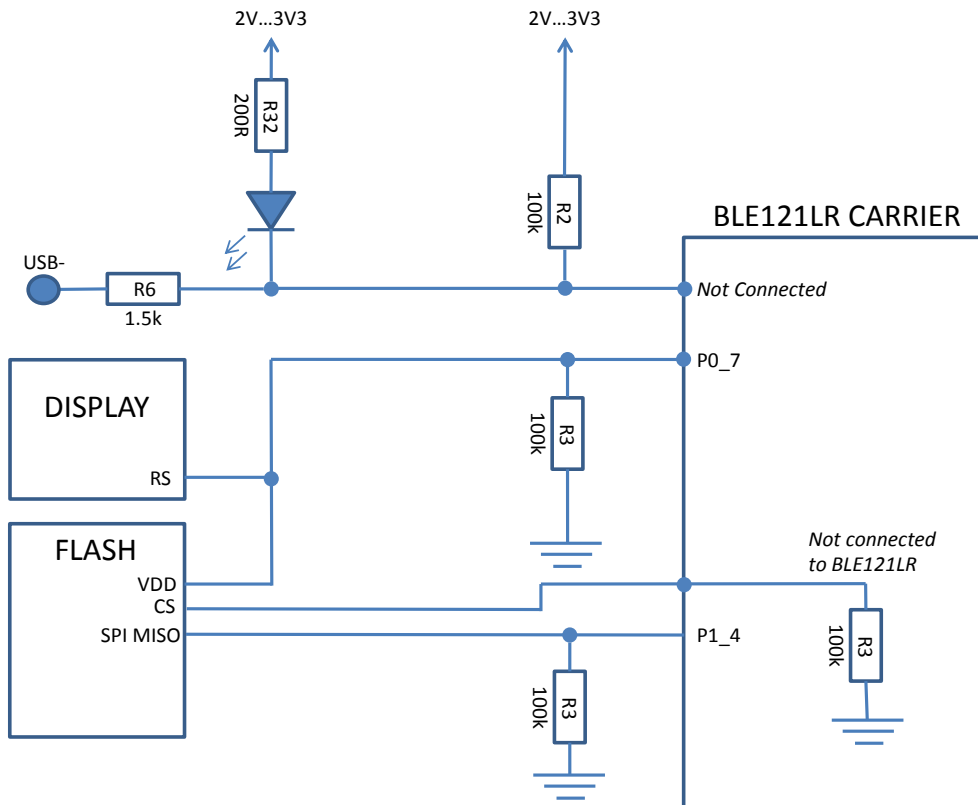 2V...3V3
2V...3V3
R32
200R
R2
100k
BLE121LR CARRIER
USB-
R6
1.5k
Not Connected
P0_7
DISPLAY
RS
R3
100k
FLASH
VDD
CS
SPI MISO
Not connected
to BLE121LR
P1_4
R3
100k
R3
100k